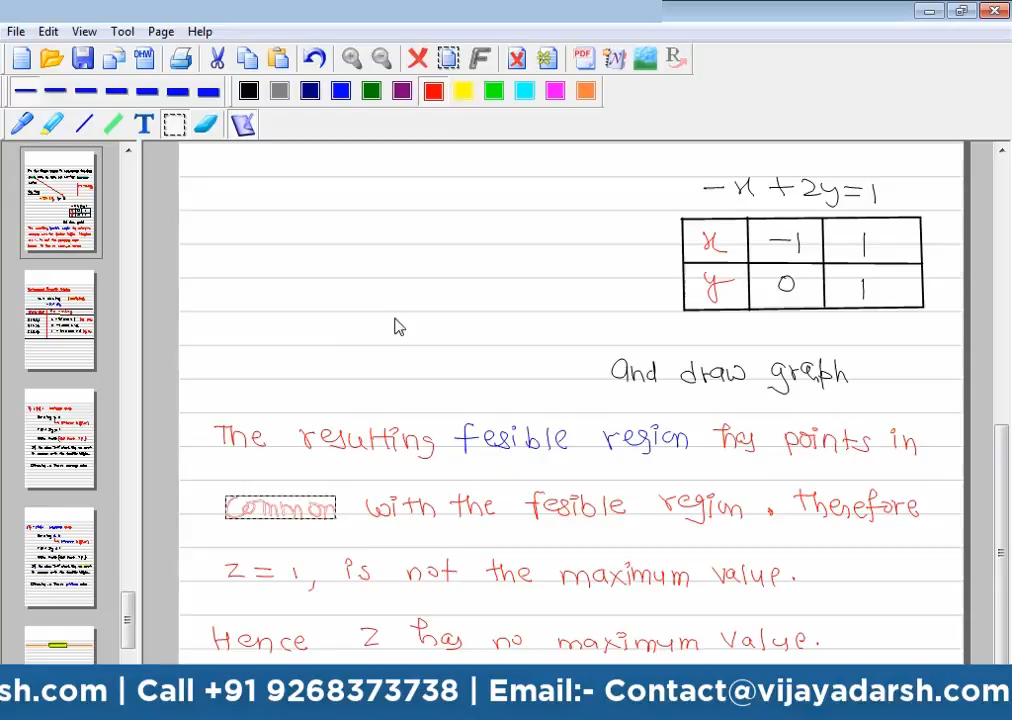 File Edit View Tool Page Help
-x + 2y = 1
x -1 1
y 0 1
And draw graph
The resulting fesible region hqs points in
Common with the fesible region. Therefore
z = 1, is not the maximum value.
Hence z has no maximum value.
sh.com | Call +91 9268373738 | Email:- Contact@vijayadarsh.com